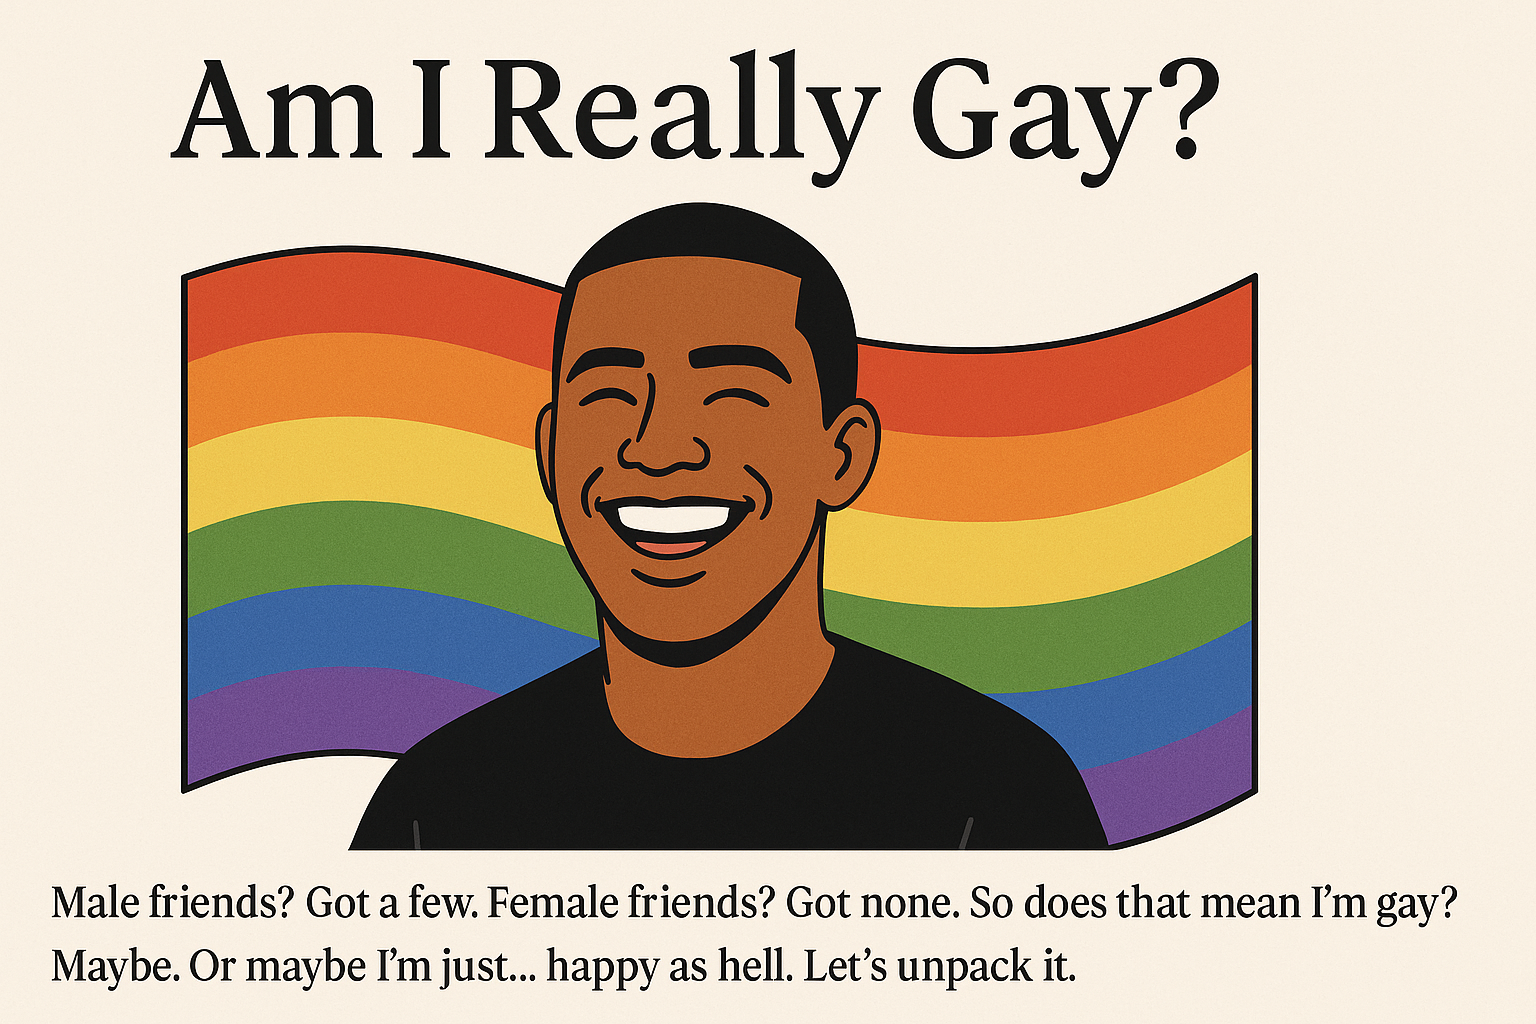 Am I Really Gay?
Male friends? Got a few. Female friends? Got none. So does that mean I’m gay?
Maybe. Or maybe I’m just... happy as hell. Let’s unpack it.